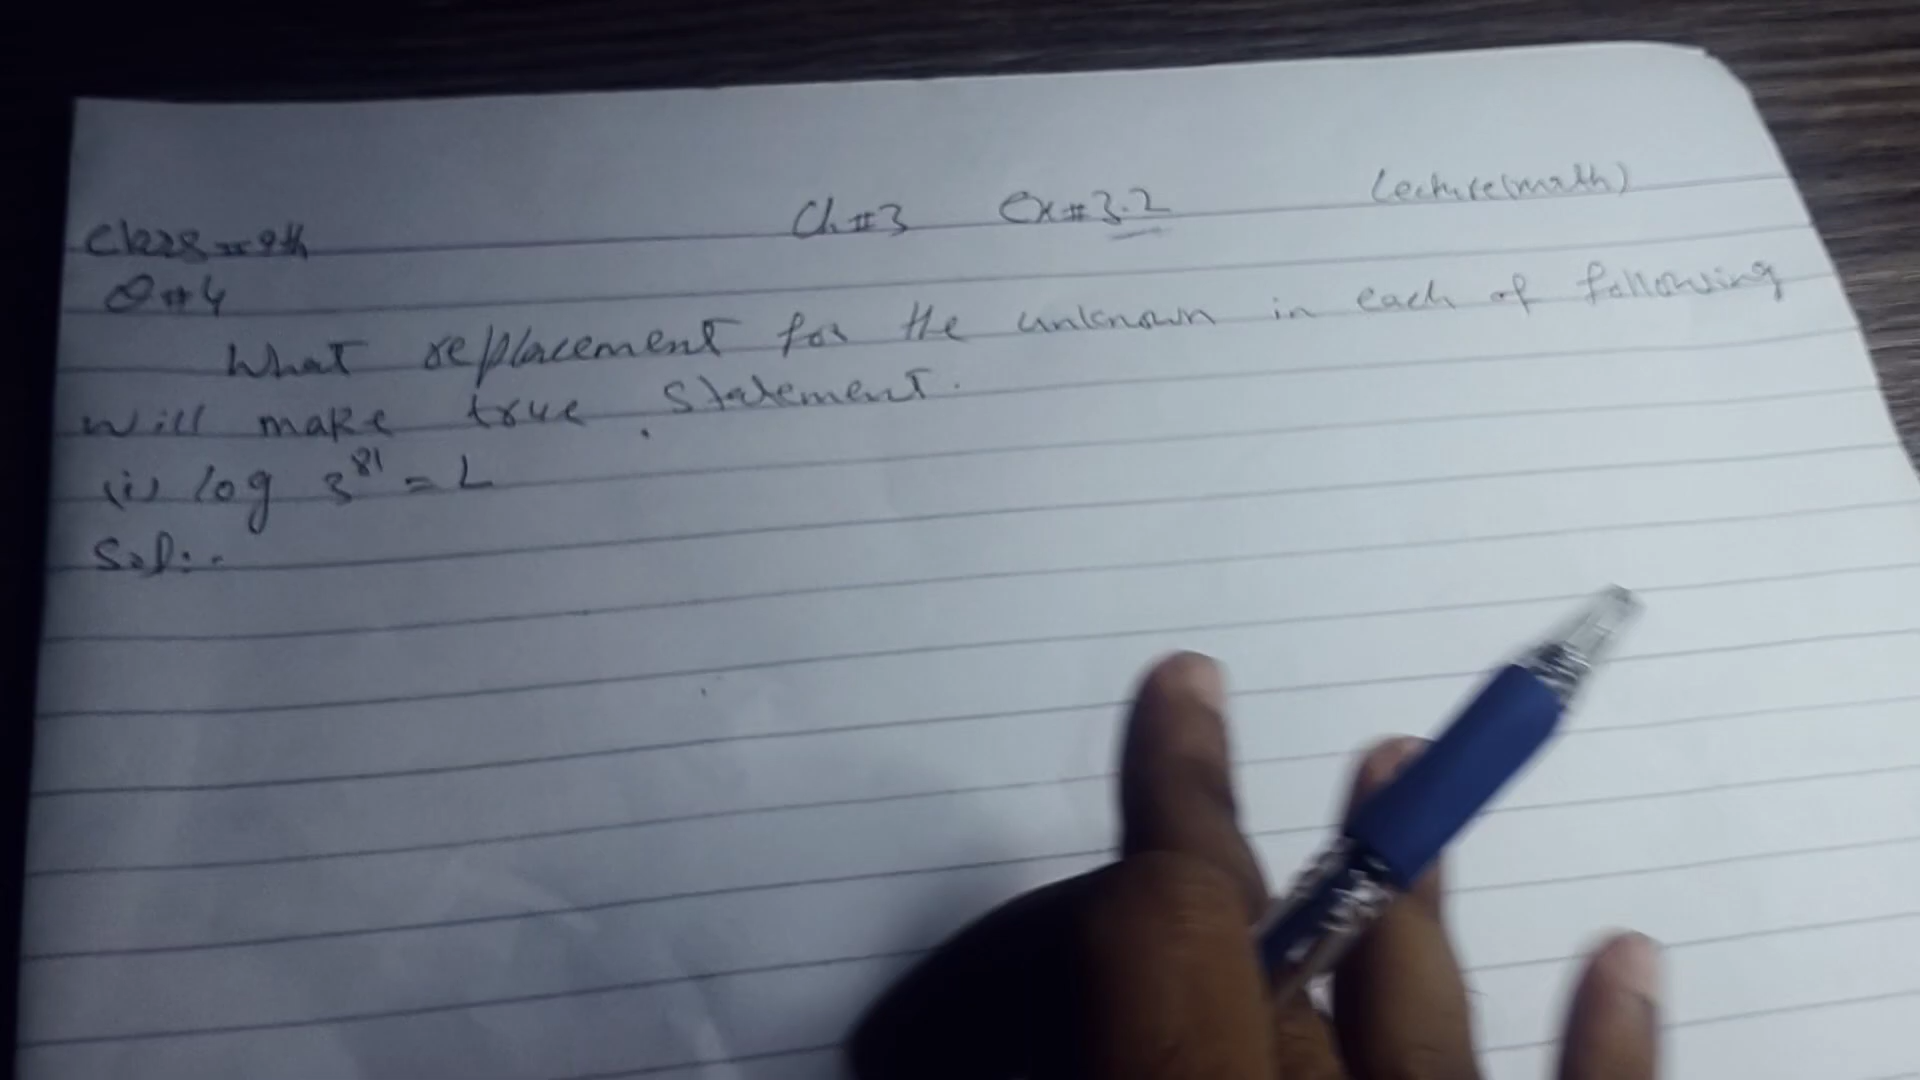 Lecture(math)
Ch#3 Ex#3.2
Class=9th
Q#4
What replacement for the unknown in each of following
will make true statement.
(i) log 3^81 = L
Sol:-